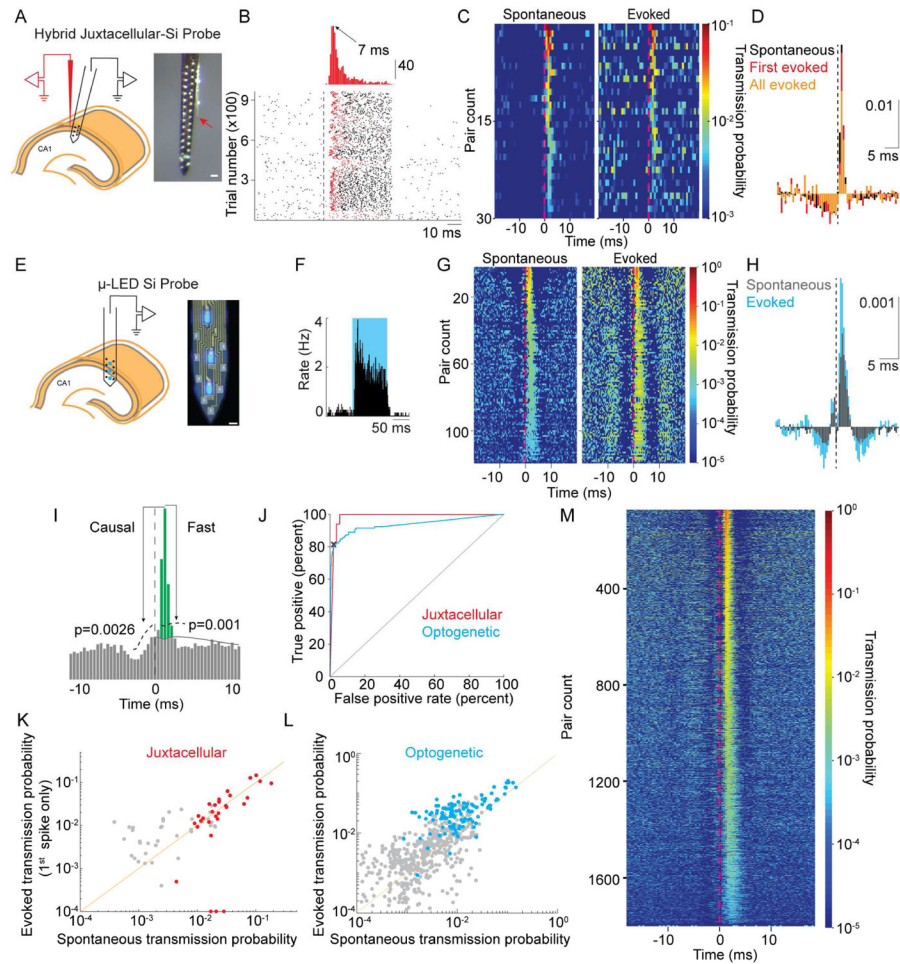 A
Hybrid Juxtacellular-Si Probe
CA1
B
7 ms
40
Trial number (x100)
9
6
3
10 ms
C
Spontaneous
Evoked
Pair count
15
30
-10 0 10
-10 0 10
Time (ms)
10-1
10-2
10-3
Transmission probability
D
Spontaneous
First evoked
All evoked
0.01
5 ms
E
µ-LED Si Probe
CA1
F
Rate (Hz)
4
2
0
50 ms
G
Spontaneous
Evoked
Pair count
20
60
100
-10 0 10
-10 0 10
Time (ms)
100
10-1
10-2
10-3
10-4
10-5
Transmission probability
H
Spontaneous
Evoked
0.001
5 ms
I
Causal
Fast
p=0.0026
p=0.001
-10 0 10
Time (ms)
J
True positive (percent)
100
80
60
40
20
0
Juxtacellular
Optogenetic
0 20 40 60 80 100
False positive rate (percent)
K
Juxtacellular
Evoked transmission probability
(1st spike only)
10-1
10-2
10-3
10-4
10-4 10-3 10-2 10-1
Spontaneous transmission probability
L
Optogenetic
Evoked transmission probability
100
10-2
10-4
10-4 10-2 100
Spontaneous transmission probability
M
Pair count
400
800
1200
1600
-10 0 10
Time (ms)
100
10-1
10-2
10-3
10-4
10-5
Transmission probability